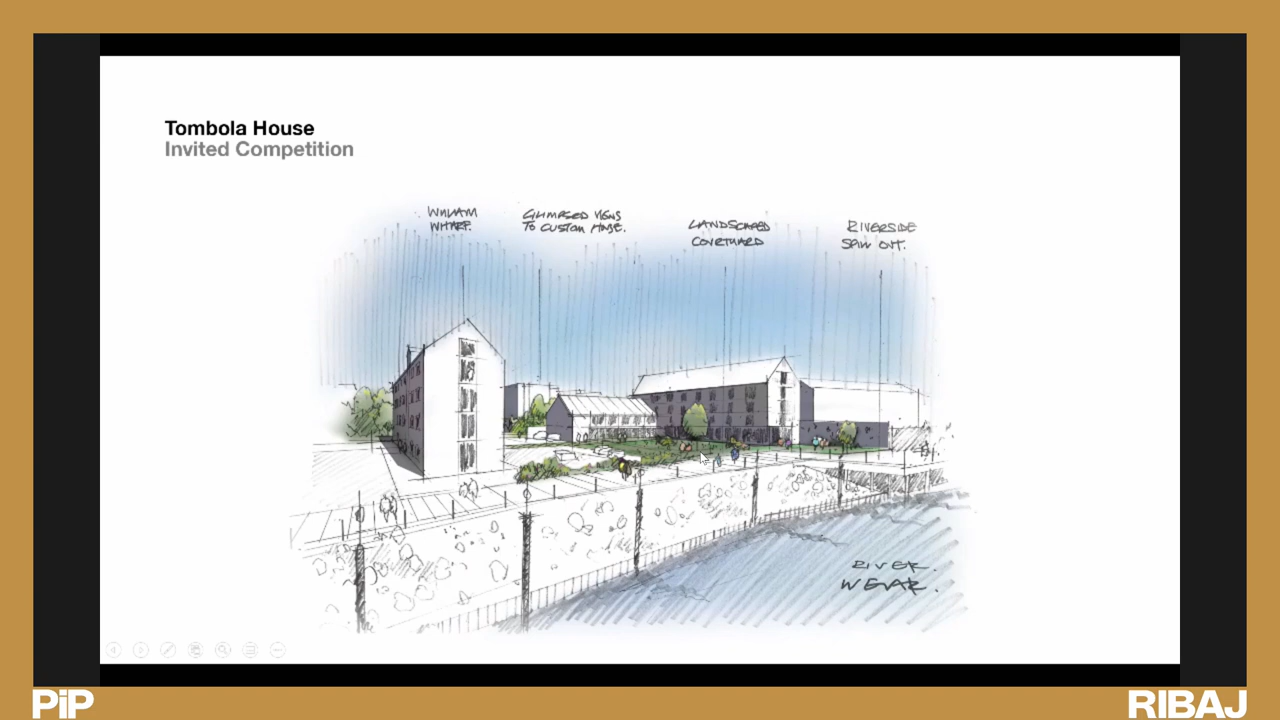 Tombola House
Invited Competition
WILLIAM
WHARF.
GLIMPSED VIEWS
TO CUSTOM HOUSE.
LANDSCAPED
COURTYARD
RIVERSIDE
SPILL OUT.
RIVER.
WEAR.
PiP
RIBAJ